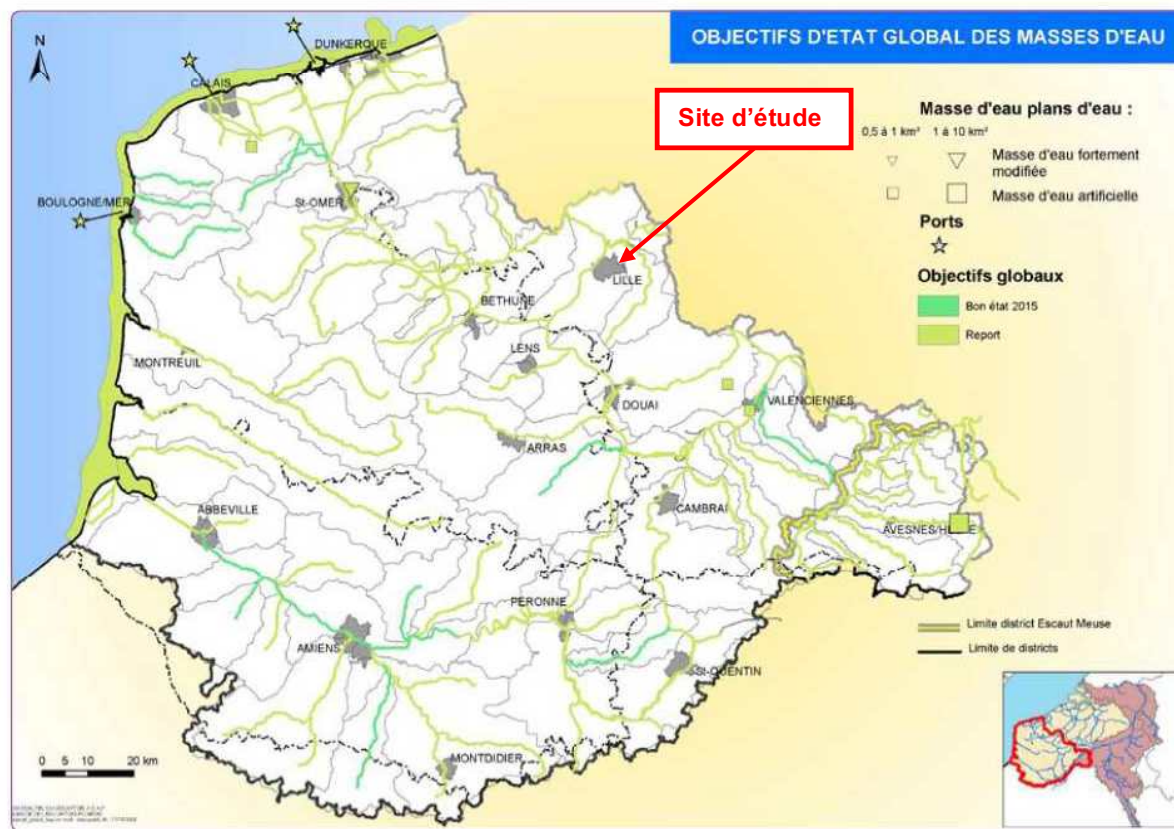 OBJECTIFS D'ETAT GLOBAL DES MASSES D'EAU
N
DUNKERQUE
CALAIS
Site d'étude
Masse d'eau plans d'eau :
0,5 à 1 km² 1 à 10 km²
Masse d'eau fortement
modifiée
Masse d'eau artificielle
Ports
Objectifs globaux
Bon état 2015
Report
BOULOGNE/MER
St-OMER
LILLE
BETHUNE
LENS
MONTREUIL
DOUAI
VALENCIENNES
ARRAS
CAMBRAI
ABBEVILLE
PERONNE
AMIENS
St-QUENTIN
MONTDIDIER
Limite district Escaut Meuse
Limite de districts
0 5 10 20 km